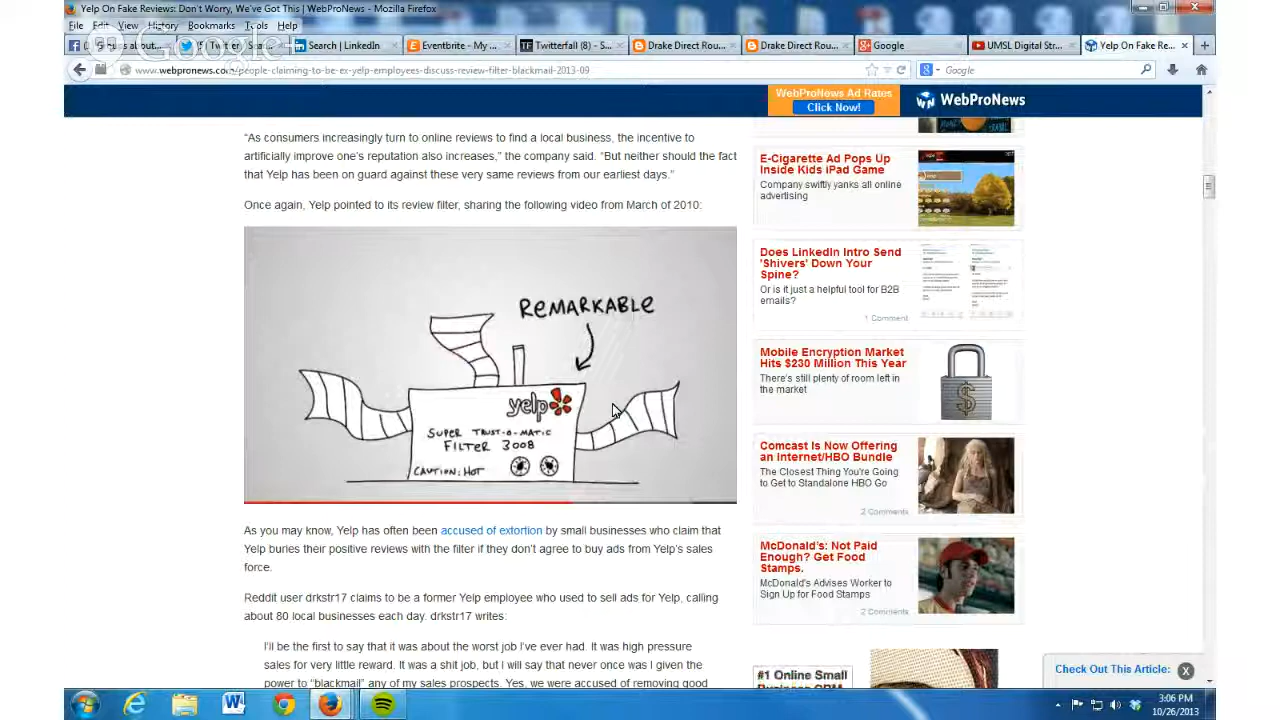 Yelp On Fake Reviews: Don't Worry, We've Got This | WebProNews - Mozilla Firefox
File Edit View History Bookmarks Tools Help
Google+
Search | LinkedIn
Eventbrite - My ...
Twitterfall (5) - S...
Drake Direct Rou...
Drake Direct Rou...
Google
UMSL Digital Str...
Yelp On Fake Re...
www.webpronews.com/people-claiming-to-be-ex-yelp-employees-discuss-review-filter-blackmail-2013-09
Google
WebProNews Ad Rates
Click Now!
WebProNews
“As consumers increasingly turn to online reviews to find a local business, the incentive to
artificially improve one’s reputation also increases,” the company said. “But neither should the fact
that Yelp has been on guard against these very same reviews from our earliest days.”
Once again, Yelp pointed to its review filter, sharing the following video from March of 2010:
REMARKABLE
yelp
SUPER TRUST-O-MATIC
FILTER 3008
CAUTION: HOT
As you may know, Yelp has often been accused of extortion by small businesses who claim that
Yelp buries their positive reviews with the filter if they don’t agree to buy ads from Yelp’s sales
force.
Reddit user drkstr17 claims to be a former Yelp employee who used to sell ads for Yelp, calling
about 80 local businesses each day. drkstr17 writes:
I’ll be the first to say that it was about the worst job I’ve ever had. It was high pressure
sales for very little reward. It was a shit job, but I will say that never once was I given the
power to “blackmail” any of my sales prospects. Yes, we were accused of removing good
E-Cigarette Ad Pops Up
Inside Kids iPad Game
Company swiftly yanks all online
advertising
Does LinkedIn Intro Send
'Shivers' Down Your
Spine?
Or is it just a helpful tool for B2B
emails?
1 Comment
Mobile Encryption Market
Hits $230 Million This Year
There's still plenty of room left in
the market
Comcast Is Now Offering
an Internet/HBO Bundle
The Closest Thing You're Going
to Get to Standalone HBO Go
2 Comments
McDonald's: Not Paid
Enough? Get Food
Stamps.
McDonald's Advises Worker to
Sign Up for Food Stamps
2 Comments
#1 Online Small
Check Out This Article:
3:06 PM
10/26/2013